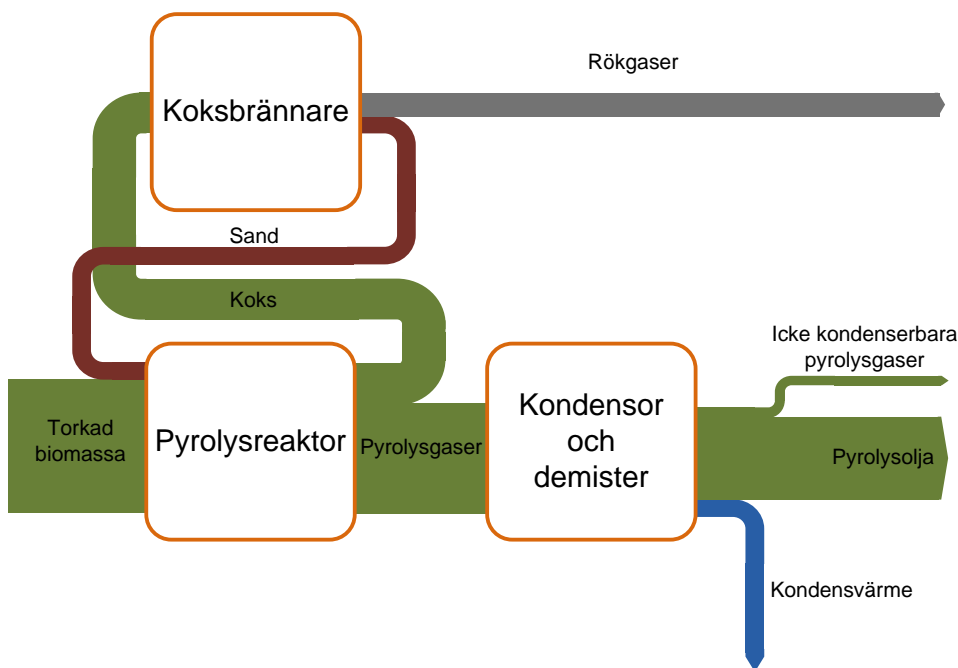 Rökgaser
Koksbrännare
Sand
Koks
Icke kondenserbara
pyrolysgaser
Torkad
biomassa
Pyrolysreaktor
Pyrolysgaser
Kondensor
och
demister
Pyrolysolja
Kondensvärme